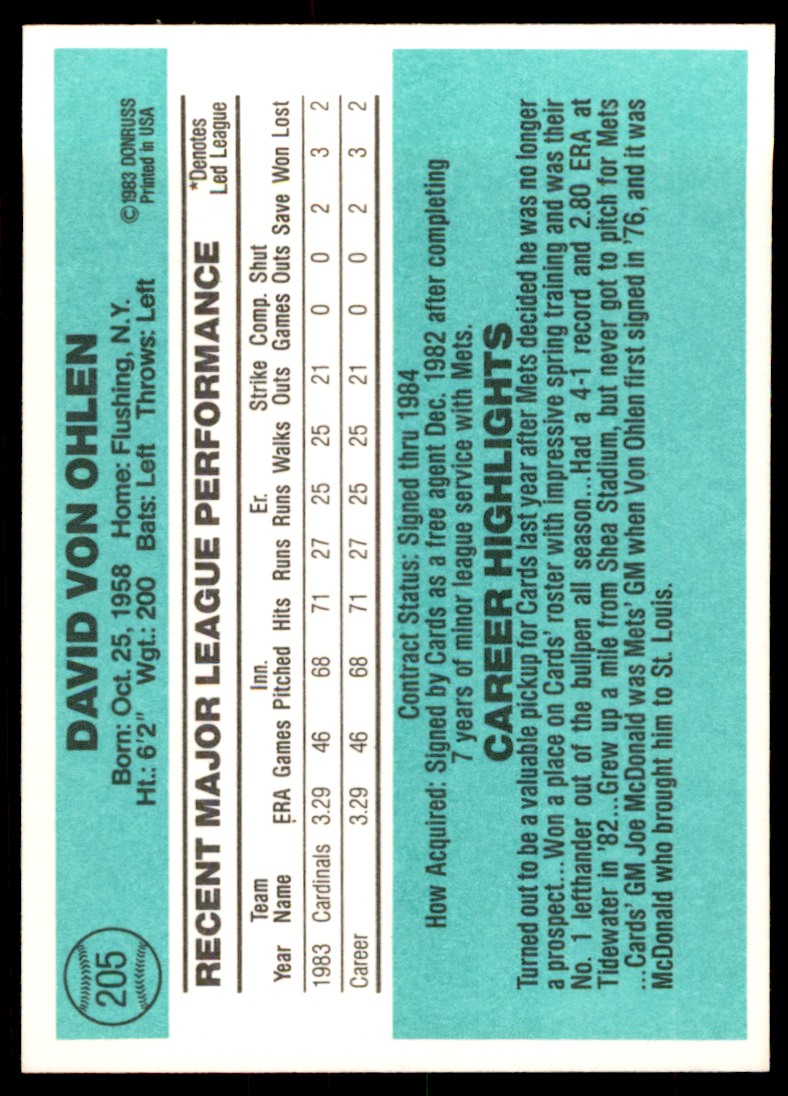 205
DAVID VON OHLEN
Born: Oct. 25, 1958 Home: Flushing, N.Y.
Ht.: 6'2" Wgt.: 200 Bats: Left Throws: Left
©1983 DONRUSS
Printed in USA
RECENT MAJOR LEAGUE PERFORMANCE
*Denotes
Led League
Team Inn. Er. Strike Comp. Shut
Year Name ERA Games Pitched Hits Runs Runs Walks Outs Games Outs Save Won Lost
1983 Cardinals 3.29 46 68 71 27 25 25 21 0 0 2 3 2
Career 3.29 46 68 71 27 25 25 21 0 0 2 3 2
Contract Status: Signed thru 1984
How Acquired: Signed by Cards as a free agent Dec. 1982 after completing
7 years of minor league service with Mets.
CAREER HIGHLIGHTS
Turned out to be a valuable pickup for Cards last year after Mets decided he was no longer
a prospect...Won a place on Cards' roster with impressive spring training and was their
No. 1 lefthander out of the bullpen all season...Had a 4-1 record and 2.80 ERA at
Tidewater in '82...Grew up a mile from Shea Stadium, but never got to pitch for Mets
...Cards' GM Joe McDonald was Mets' GM when Von Ohlen first signed in '76, and it was
McDonald who brought him to St. Louis.